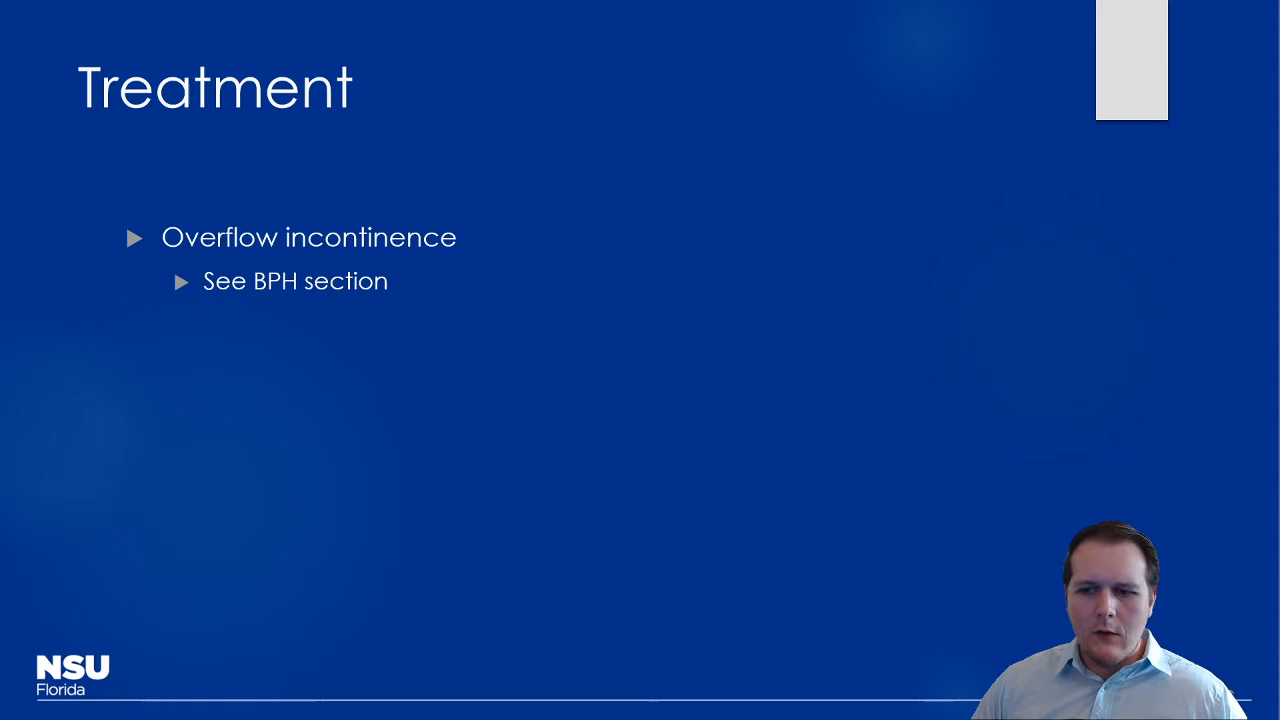 Treatment
Overflow incontinence
See BPH section
NSU
Florida